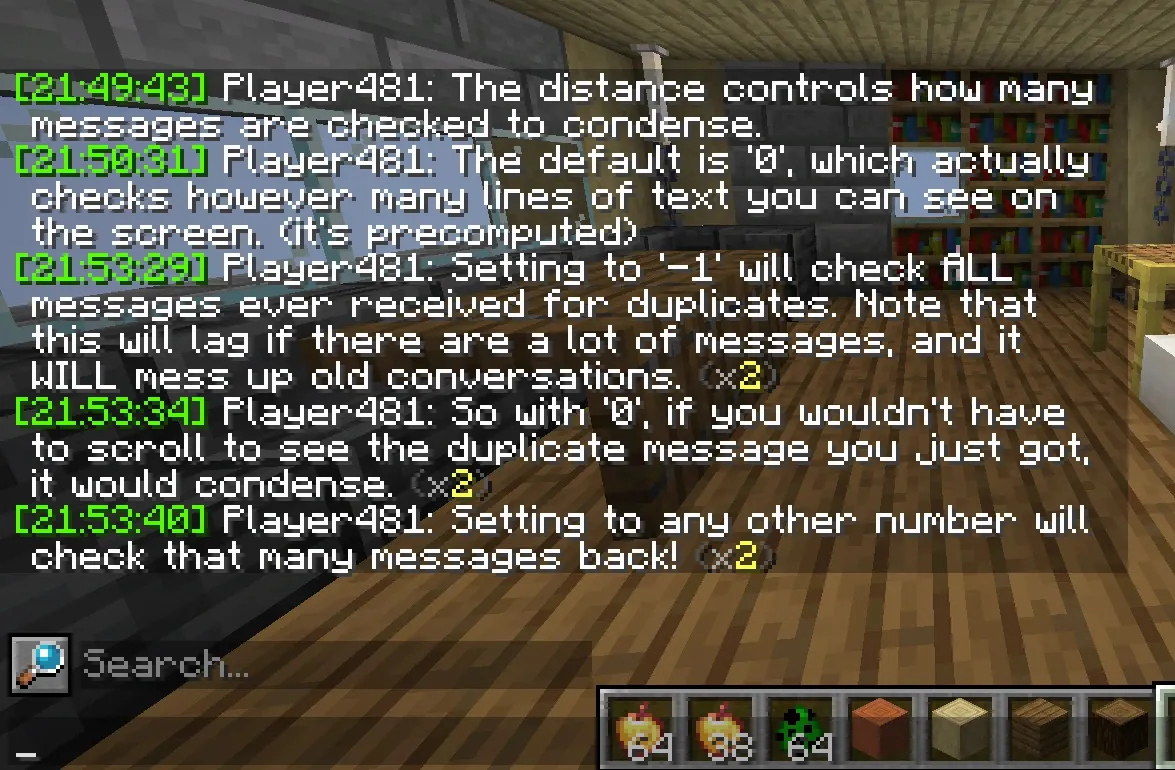 [21:49:43] Player481: The distance controls how many
messages are checked to condense.
[21:50:31] Player481: The default is '0', which actually
checks however many lines of text you can see on
the screen. (it's precomputed)
[21:53:29] Player481: Setting to '-1' will check ALL
messages ever received for duplicates. Note that
this will lag if there are a lot of messages, and it
WILL mess up old conversations. (x2)
[21:53:34] Player481: So with '0', if you wouldn't have
to scroll to see the duplicate message you just got,
it would condense. (x2)
[21:53:40] Player481: Setting to any other number will
check that many messages back! (x2)
Search...
64 38 64
_